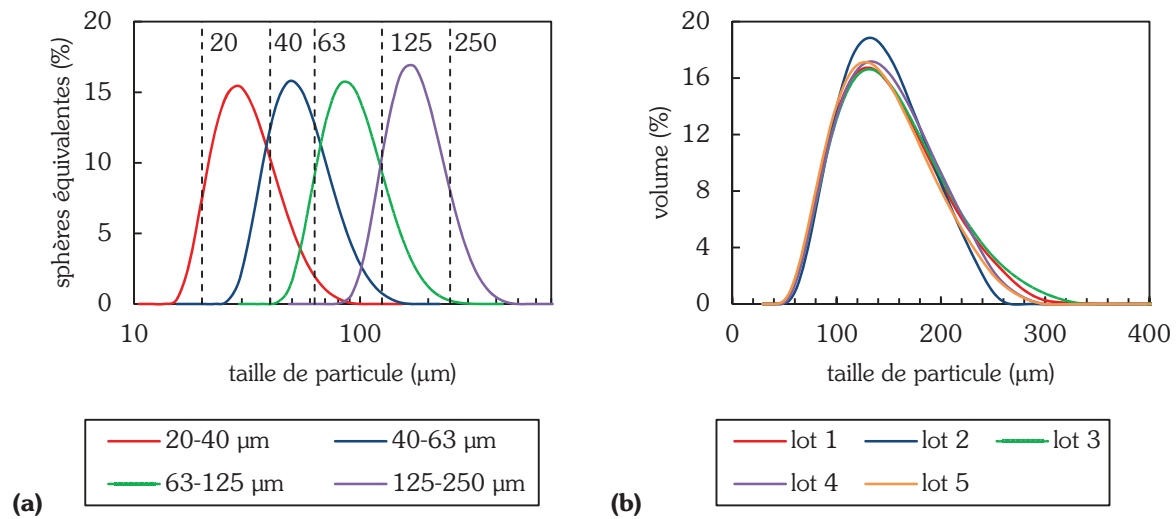 20
15
10
5
0
20 40 63 125 250
10 100
sphères équivalentes (%)
taille de particule (µm)
20-40 µm 40-63 µm
63-125 µm 125-250 µm
(a)
20
16
12
8
4
0
0 100 200 300 400
volume (%)
taille de particule (µm)
lot 1 lot 2 lot 3
lot 4 lot 5
(b)